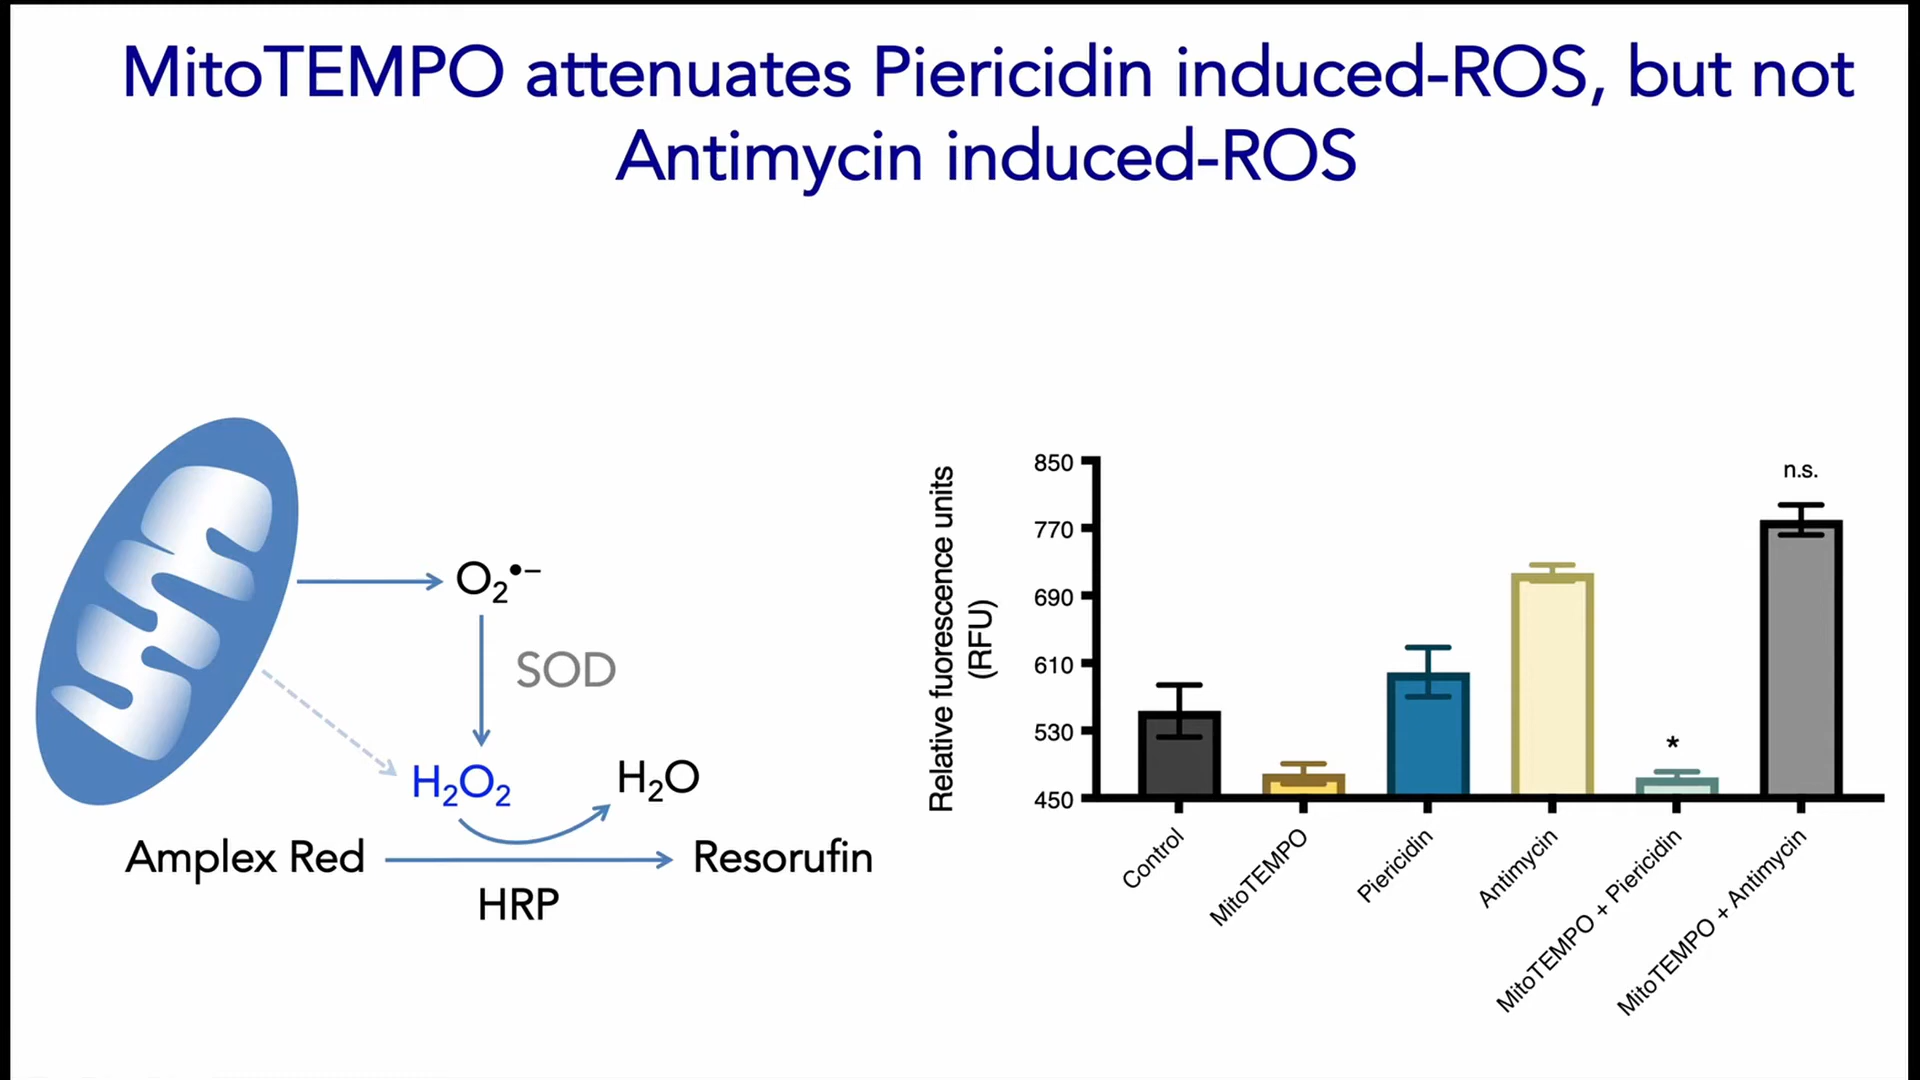 MitoTEMPO attenuates Piericidin induced-ROS, but not
Antimycin induced-ROS
O₂•–
SOD
H₂O₂
H₂O
Amplex Red
Resorufin
HRP
Relative fuorescence units
(RFU)
850
770
690
610
530
450
n.s.
*
Control
MitoTEMPO
Piericidin
Antimycin
MitoTEMPO + Piericidin
MitoTEMPO + Antimycin